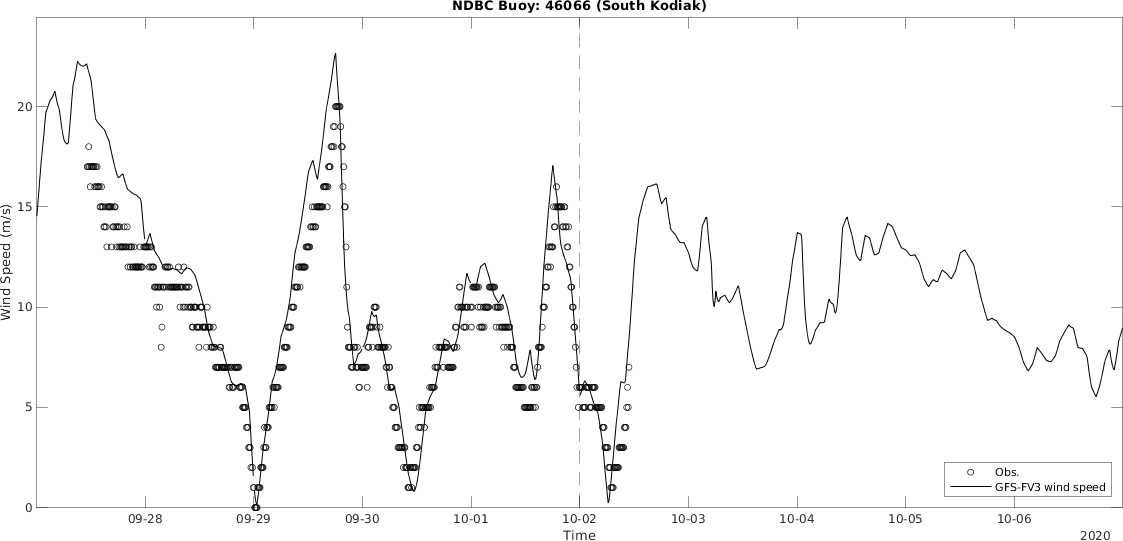 NDBC Buoy: 46066 (South Kodiak)
Wind Speed (m/s)
20
15
10
5
0
09-28 09-29 09-30 10-01 10-02 10-03 10-04 10-05 10-06
Time
2020
Obs.
GFS-FV3 wind speed